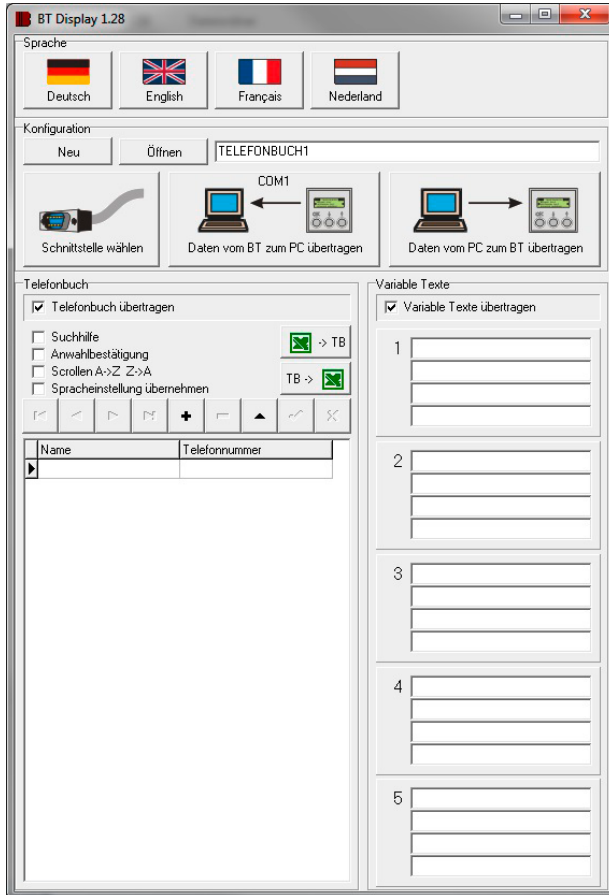 BT Display 1.28
Sprache
Deutsch
English
Français
Nederland
Konfiguration
Neu
Öffnen
TELEFONBUCH1
Schnittstelle wählen
COM1
Daten vom BT zum PC übertragen
Daten vom PC zum BT übertragen
Telefonbuch
Telefonbuch übertragen
Suchhilfe
Anwahlbestätigung
Scrollen A->Z Z->A
Spracheinstellung übernehmen
-> TB
TB ->
Name
Telefonnummer
Variable Texte
Variable Texte übertragen
1
2
3
4
5